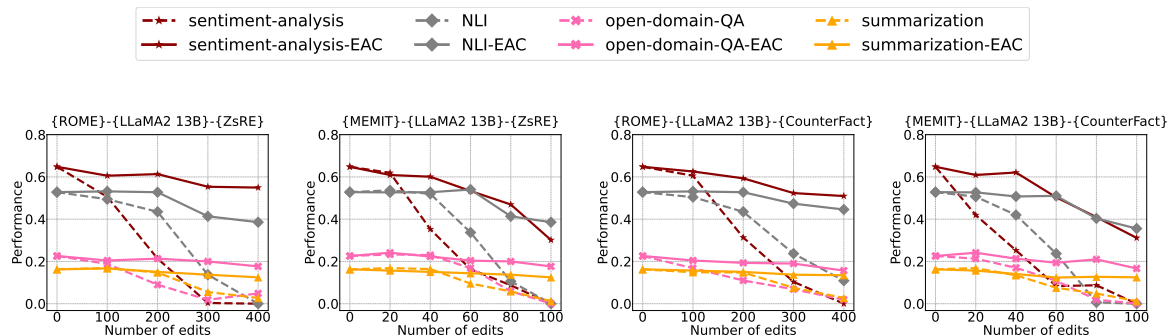 sentiment-analysis NLI open-domain-QA summarization
sentiment-analysis-EAC NLI-EAC open-domain-QA-EAC summarization-EAC
{ROME}-{LLaMA2 13B}-{ZsRE} {MEMIT}-{LLaMA2 13B}-{ZsRE} {ROME}-{LLaMA2 13B}-{CounterFact} {MEMIT}-{LLaMA2 13B}-{CounterFact}
0.8 0.8 0.8 0.8
0.6 0.6 0.6 0.6
0.4 0.4 0.4 0.4
0.2 0.2 0.2 0.2
0.0 0.0 0.0 0.0
Performance Performance Performance Performance
0 100 200 300 400 0 20 40 60 80 100 0 100 200 300 400 0 20 40 60 80 100
Number of edits Number of edits Number of edits Number of edits